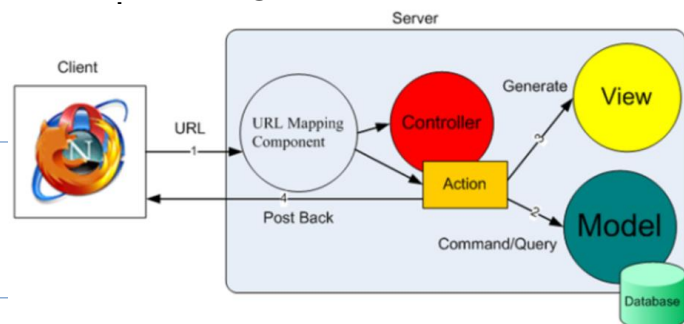 Server
Client
URL
1
URL Mapping
Component
Controller
Action
Generate
View
3
2
Model
Command/Query
4
Post Back
Database
N